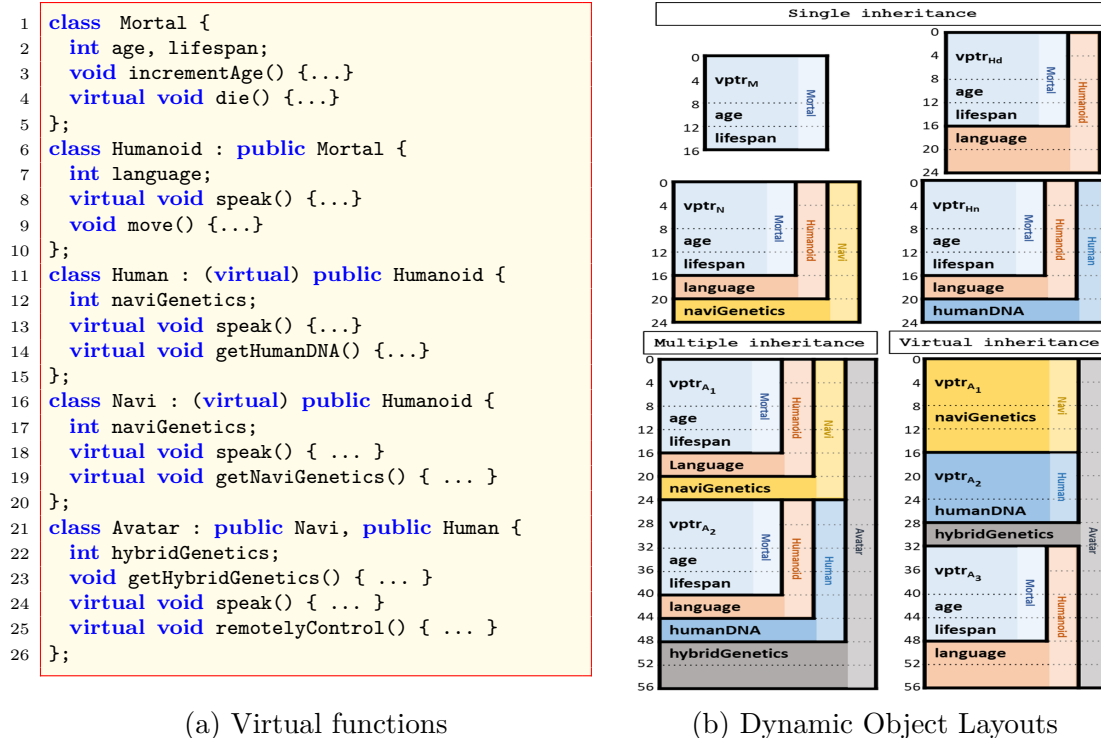 1 class Mortal {
2 int age, lifespan;
3 void incrementAge() {...}
4 virtual void die() {...}
5 };
6 class Humanoid : public Mortal {
7 int language;
8 virtual void speak() {...}
9 void move() {...}
10 };
11 class Human : (virtual) public Humanoid {
12 int naviGenetics;
13 virtual void speak() {...}
14 virtual void getHumanDNA() {...}
15 };
16 class Navi : (virtual) public Humanoid {
17 int naviGenetics;
18 virtual void speak() { ... }
19 virtual void getNaviGenetics() { ... }
20 };
21 class Avatar : public Navi, public Human {
22 int hybridGenetics;
23 void getHybridGenetics() { ... }
24 virtual void speak() { ... }
25 virtual void remotelyControl() { ... }
26 };
(a) Virtual functions
Single inheritance
0
4
8
12
16
vptrM
age
lifespan
Mortal
0
4
8
12
16
20
24
vptrHd
age
lifespan
language
Mortal
Humanoid
0
4
8
12
16
20
24
vptrN
age
lifespan
language
naviGenetics
Mortal
Humanoid
Navi
0
4
8
12
16
20
24
vptrHn
age
lifespan
language
humanDNA
Mortal
Humanoid
Human
Multiple inheritance
0
4
8
12
16
20
24
28
32
36
40
44
48
52
56
vptrA1
age
lifespan
Language
naviGenetics
Mortal
Humanoid
Navi
vptrA2
age
lifespan
language
humanDNA
hybridGenetics
Mortal
Humanoid
Human
Avatar
Virtual inheritance
0
4
8
12
16
20
24
28
32
36
40
44
48
52
56
vptrA1
naviGenetics
Navi
vptrA2
humanDNA
Human
hybridGenetics
vptrA3
age
lifespan
language
Mortal
Humanoid
Avatar
(b) Dynamic Object Layouts